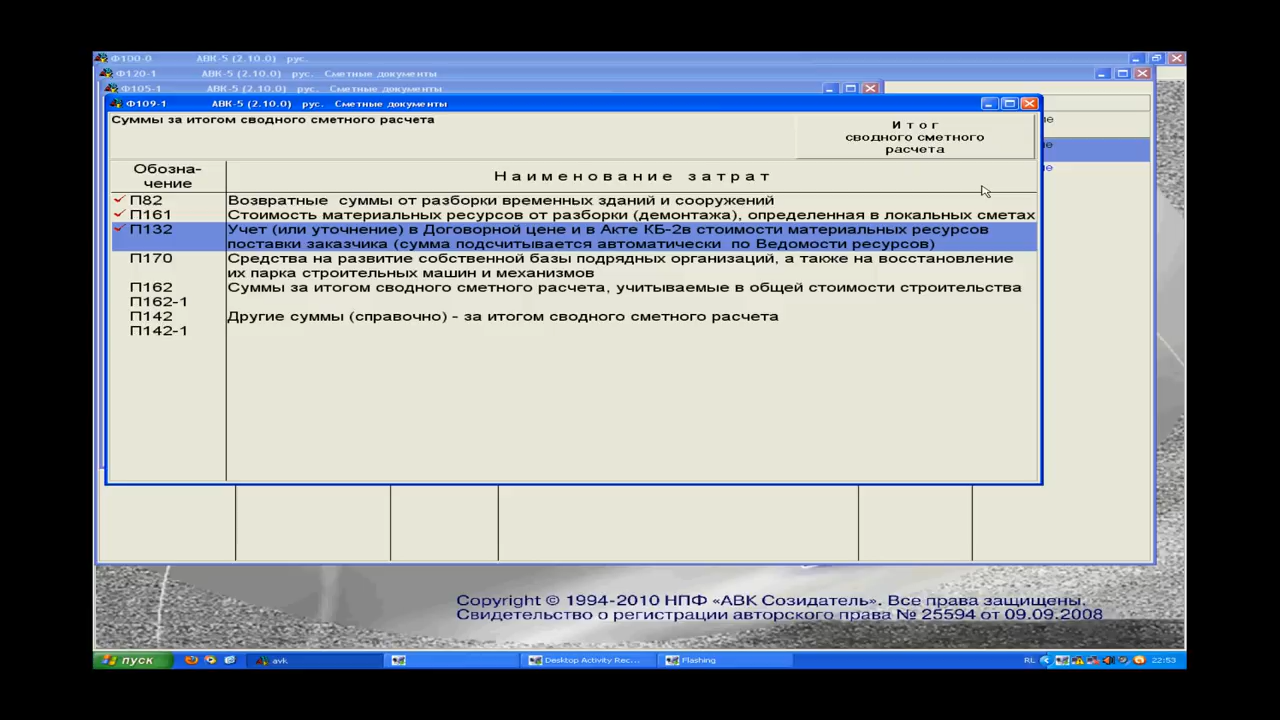 Ф100-0 АВК-5 (2.10.0) рус.
Ф120-1 АВК-5 (2.10.0) рус. Сметные документы
Ф105-1 АВК-5 (2.10.0) рус. Сметные документы
Ф109-1 АВК-5 (2.10.0) рус. Сметные документы
Суммы за итогом сводного сметного расчета
Итог
сводного сметного
расчета
Обозна-
чение
Наименование затрат
П82 Возвратные суммы от разборки временных зданий и сооружений
П161 Стоимость материальных ресурсов от разборки (демонтажа), определенная в локальных сметах
П132 Учет (или уточнение) в Договорной цене и в Акте КБ-2в стоимости материальных ресурсов
поставки заказчика (сумма подсчитывается автоматически по Ведомости ресурсов)
П170 Средства на развитие собственной базы подрядных организаций, а также на восстановление
их парка строительных машин и механизмов
П162 Суммы за итогом сводного сметного расчета, учитываемые в общей стоимости строительства
П162-1
П142 Другие суммы (справочно) - за итогом сводного сметного расчета
П142-1
Copyright © 1994-2010 НПФ «АВК Созидатель». Все права защищены.
Свидетельство о регистрации авторского права № 25594 от 09.09.2008
пуск avk Desktop Activity Rec... Flashing RL 22:53